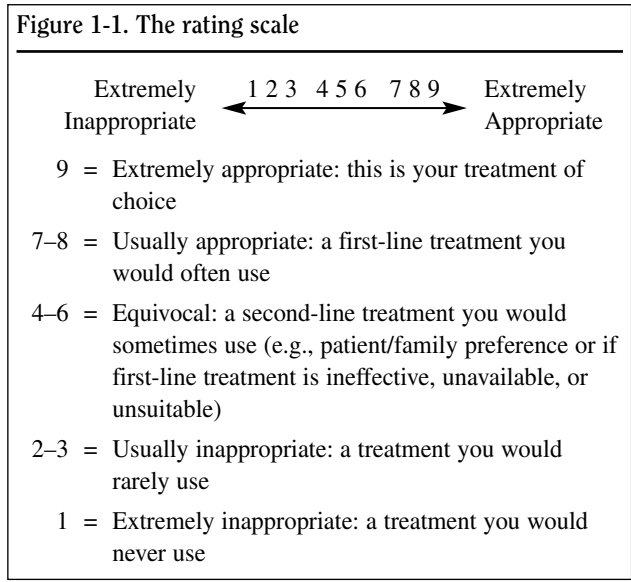 Figure 1-1. The rating scale
Extremely 1 2 3 4 5 6 7 8 9 Extremely
Inappropriate Appropriate
9 = Extremely appropriate: this is your treatment of
choice
7–8 = Usually appropriate: a first-line treatment you
would often use
4–6 = Equivocal: a second-line treatment you would
sometimes use (e.g., patient/family preference or if
first-line treatment is ineffective, unavailable, or
unsuitable)
2–3 = Usually inappropriate: a treatment you would
rarely use
1 = Extremely inappropriate: a treatment you would
never use